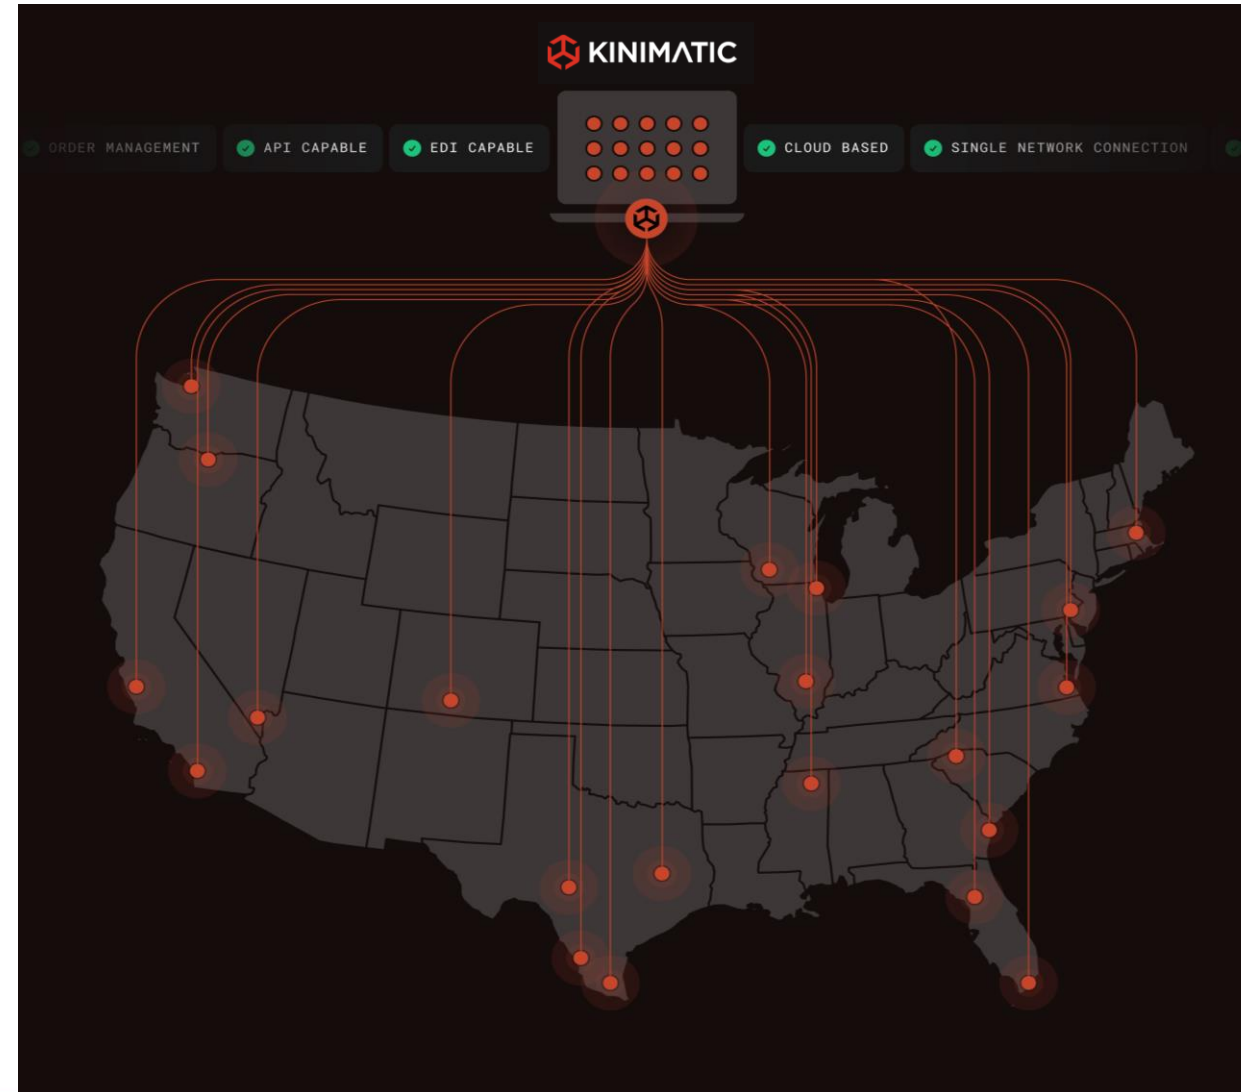 KINIMATIC
ORDER MANAGEMENT
API CAPABLE
EDI CAPABLE
CLOUD BASED
SINGLE NETWORK CONNECTION